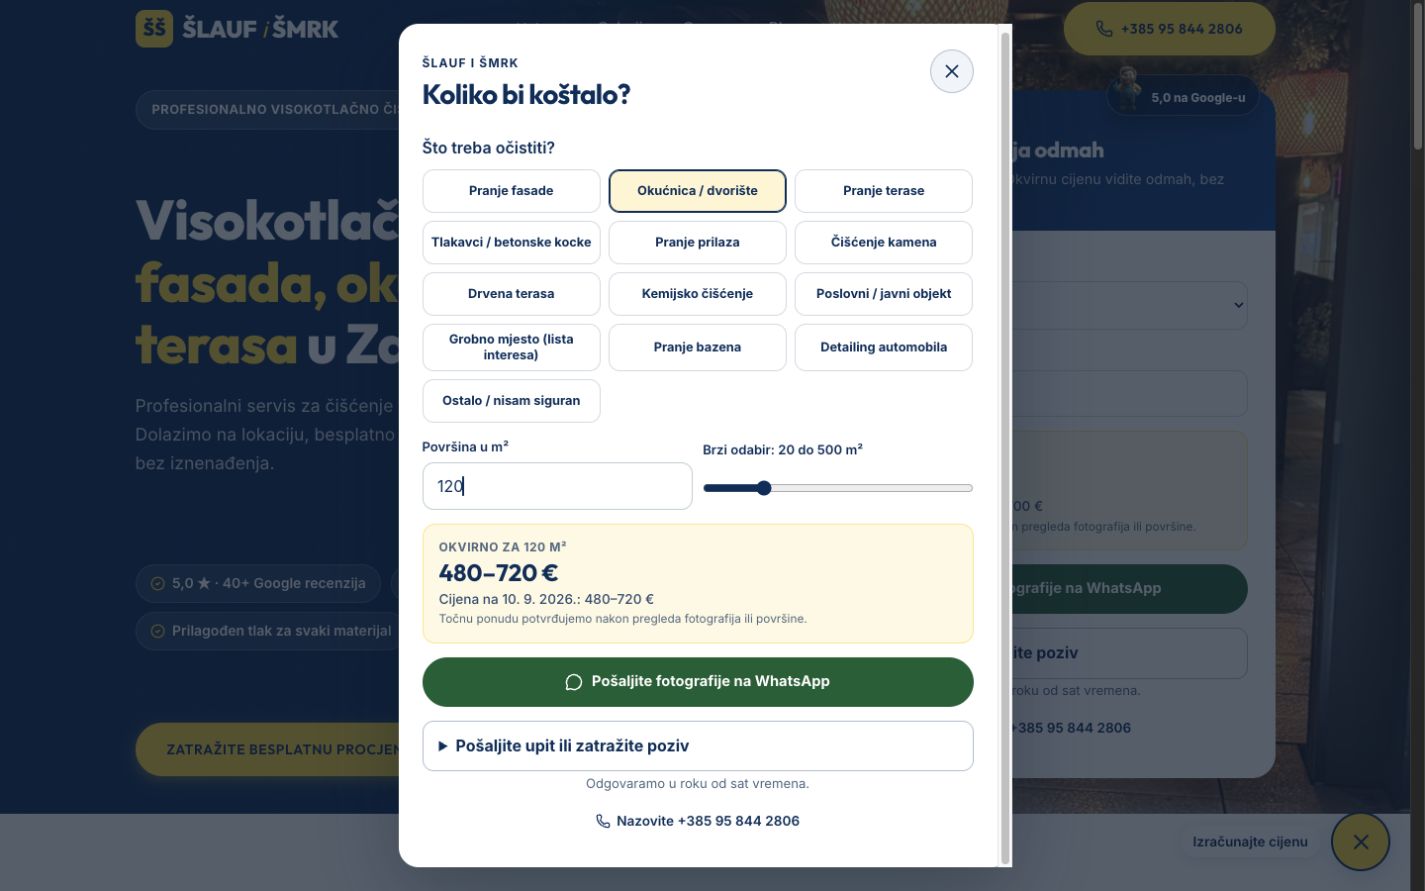 ŠŠ ŠLAUF i ŠMRK
+385 95 844 2806
PROFESIONALNO VISOKOTLAČNO
5,0 na Google-u
odmah
Okvirnu cijenu vidite odmah, bez
Visokotlač
fasada, ok
terasa u Za
Profesionalni servis za čišćenje
Dolazimo na lokaciju, besplatno
bez iznenađenja.
5,0 ★ · 40+ Google recenzija
Prilagođen tlak za svaki materijal
ZATRAŽITE BESPLATNU PROCJEN
ŠLAUF I ŠMRK
Koliko bi koštalo?
Što treba očistiti?
Pranje fasade
Okućnica / dvorište
Pranje terase
Tlakavci / betonske kocke
Pranje prilaza
Čišćenje kamena
Drvena terasa
Kemijsko čišćenje
Poslovni / javni objekt
Grobno mjesto (lista
interesa)
Pranje bazena
Detailing automobila
Ostalo / nisam siguran
Površina u m²
Brzi odabir: 20 do 500 m²
120
OKVIRNO ZA 120 M²
480–720 €
Cijena na 10. 9. 2026.: 480–720 €
Točnu ponudu potvrđujemo nakon pregleda fotografija ili površine.
Pošaljite fotografije na WhatsApp
Pošaljite upit ili zatražite poziv
Odgovaramo u roku od sat vremena.
Nazovite +385 95 844 2806
00 €
n pregleda fotografija ili površine.
ografije na WhatsApp
ite poziv
roku od sat vremena.
+385 95 844 2806
Izračunajte cijenu